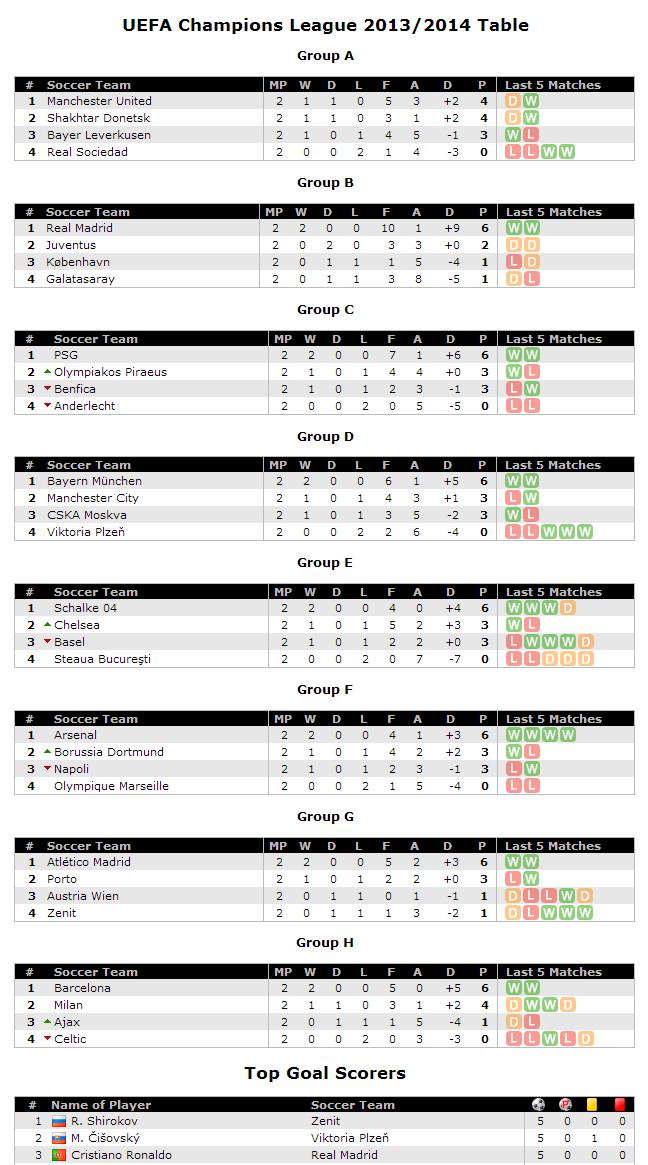 UEFA Champions League 2013/2014 Table
Group A
# Soccer Team MP W D L F A D P Last 5 Matches
1 Manchester United 2 1 1 0 5 3 +2 4 D W
2 Shakhtar Donetsk 2 1 1 0 3 1 +2 4 D W
3 Bayer Leverkusen 2 1 0 1 4 5 -1 3 W L
4 Real Sociedad 2 0 0 2 1 4 -3 0 L L W W
Group B
# Soccer Team MP W D L F A D P Last 5 Matches
1 Real Madrid 2 2 0 0 10 1 +9 6 W W
2 Juventus 2 0 2 0 3 3 +0 2 D D
3 København 2 0 1 1 1 5 -4 1 L D
4 Galatasaray 2 0 1 1 3 8 -5 1 D L
Group C
# Soccer Team MP W D L F A D P Last 5 Matches
1 PSG 2 2 0 0 7 1 +6 6 W W
2 Olympiakos Piraeus 2 1 0 1 4 4 +0 3 W L
3 Benfica 2 1 0 1 2 3 -1 3 L W
4 Anderlecht 2 0 0 2 0 5 -5 0 L L
Group D
# Soccer Team MP W D L F A D P Last 5 Matches
1 Bayern München 2 2 0 0 6 1 +5 6 W W
2 Manchester City 2 1 0 1 4 3 +1 3 L W
3 CSKA Moskva 2 1 0 1 3 5 -2 3 W L
4 Viktoria Plzeň 2 0 0 2 2 6 -4 0 L L W W W
Group E
# Soccer Team MP W D L F A D P Last 5 Matches
1 Schalke 04 2 2 0 0 4 0 +4 6 W W W D
2 Chelsea 2 1 0 1 5 2 +3 3 W L
3 Basel 2 1 0 1 2 2 +0 3 L W W W D
4 Steaua Bucureşti 2 0 0 2 0 7 -7 0 L L D D D
Group F
# Soccer Team MP W D L F A D P Last 5 Matches
1 Arsenal 2 2 0 0 4 1 +3 6 W W W W
2 Borussia Dortmund 2 1 0 1 4 2 +2 3 W L
3 Napoli 2 1 0 1 2 3 -1 3 L W
4 Olympique Marseille 2 0 0 2 1 5 -4 0 L L
Group G
# Soccer Team MP W D L F A D P Last 5 Matches
1 Atlético Madrid 2 2 0 0 5 2 +3 6 W W
2 Porto 2 1 0 1 2 2 +0 3 L W
3 Austria Wien 2 0 1 1 0 1 -1 1 D L L W D
4 Zenit 2 0 1 1 1 3 -2 1 D L W W W
Group H
# Soccer Team MP W D L F A D P Last 5 Matches
1 Barcelona 2 2 0 0 5 0 +5 6 W W
2 Milan 2 1 1 0 3 1 +2 4 D W W D
3 Ajax 2 0 1 1 1 5 -4 1 D L
4 Celtic 2 0 0 2 0 3 -3 0 L L W L D
Top Goal Scorers
# Name of Player Soccer Team
1 R. Shirokov Zenit 5 0 0 0
2 M. Čišovský Viktoria Plzeň 5 0 1 0
3 Cristiano Ronaldo Real Madrid 5 0 0 0